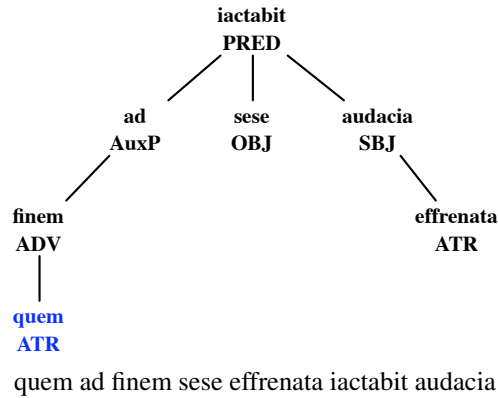 iactabit
PRED
ad sese audacia
AuxP OBJ SBJ
finem effrenata
ADV ATR
quem
ATR
quem ad finem sese effrenata iactabit audacia